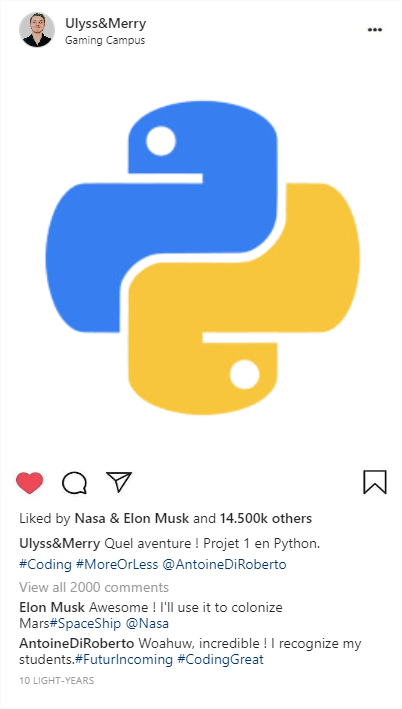 Ulyss&Merry
Gaming Campus
Liked by Nasa & Elon Musk and 14.500k others
Ulyss&Merry Quel aventure ! Projet 1 en Python.
#Coding #MoreOrLess @AntoineDiRoberto
View all 2000 comments
Elon Musk Awesome ! I'll use it to colonize
Mars#SpaceShip @Nasa
AntoineDiRoberto Woahuw, incredible ! I recognize my
students.#FuturIncoming #CodingGreat
10 LIGHT-YEARS